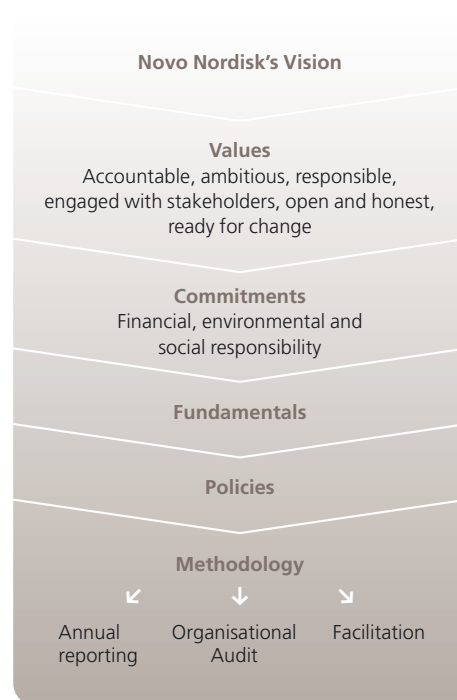 Novo Nordisk's Vision
Values
Accountable, ambitious, responsible,
engaged with stakeholders, open and honest,
ready for change
Commitments
Financial, environmental and
social responsibility
Fundamentals
Policies
Methodology
Annual
reporting
Organisational
Audit
Facilitation